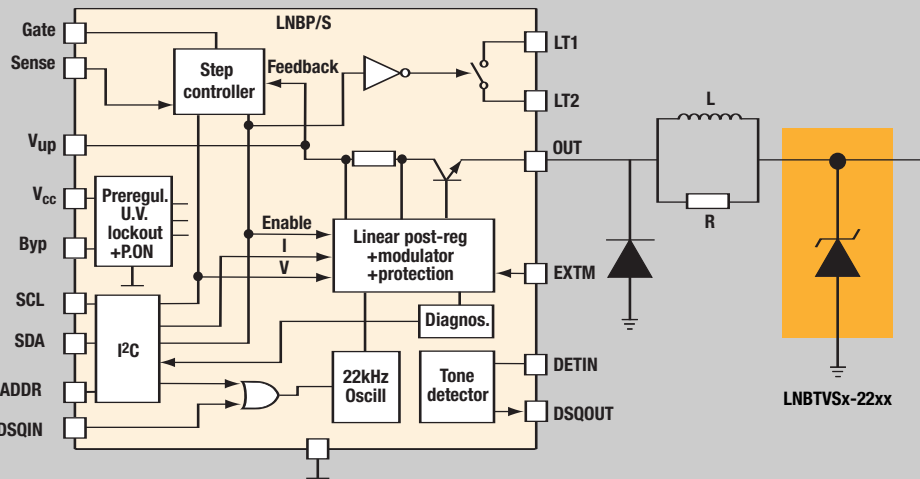 LNBP/S
Gate
Sense
Step
controller
Feedback
LT1
LT2
Vup
OUT
L
R
Vcc
Preregul.
U.V.
lockout
+P.ON
Byp
Enable
I
V
Linear post-reg
+modulator
+protection
EXTM
SCL
SDA
I²C
Diagnos.
ADDR
DSQIN
22kHz
Oscill
Tone
detector
DETIN
DSQOUT
LNBTVSx-22xx